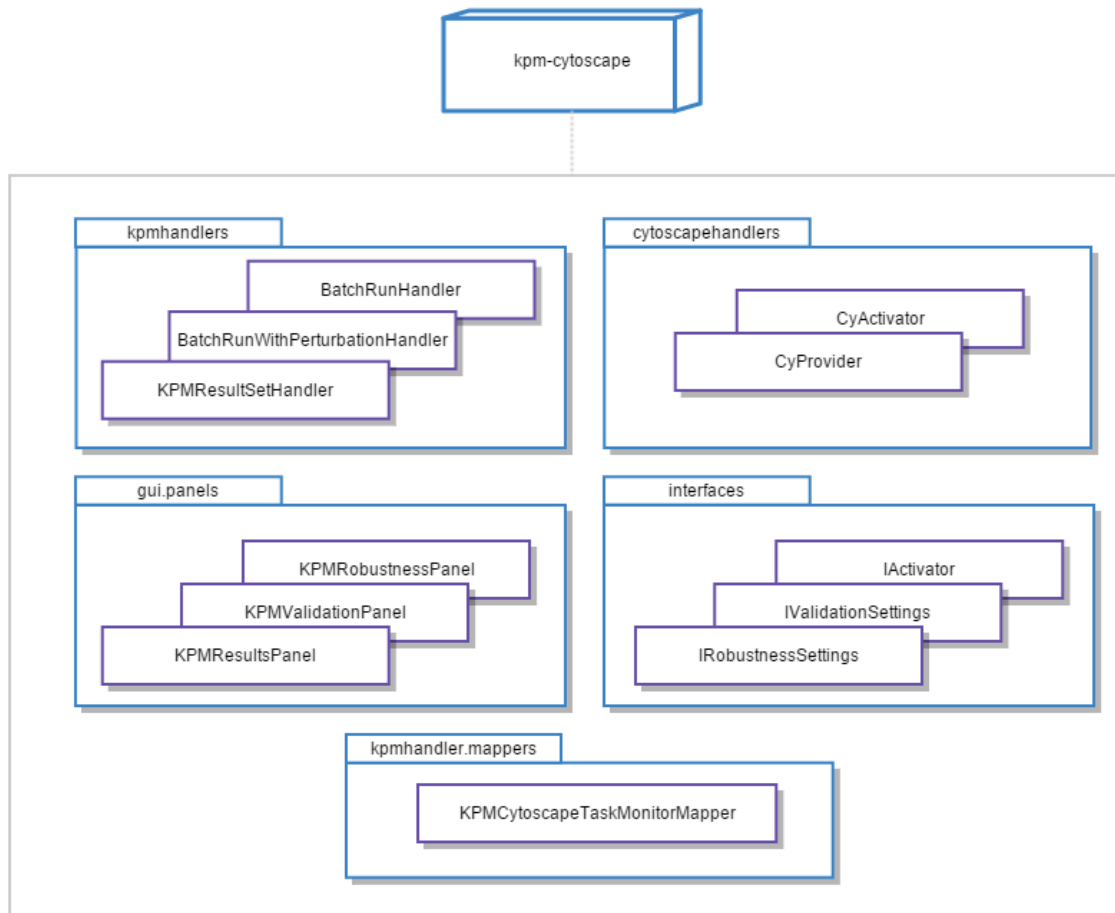 kpm-cytoscape
kpmhandlers
BatchRunHandler
BatchRunWithPerturbationHandler
KPMResultSetHandler
cytoscapehandlers
CyActivator
CyProvider
gui.panels
KPMRobustnessPanel
KPMValidationPanel
KPMResultsPanel
interfaces
IActivator
IValidationSettings
IRobustnessSettings
kpmhandler.mappers
KPMCytoscapeTaskMonitorMapper